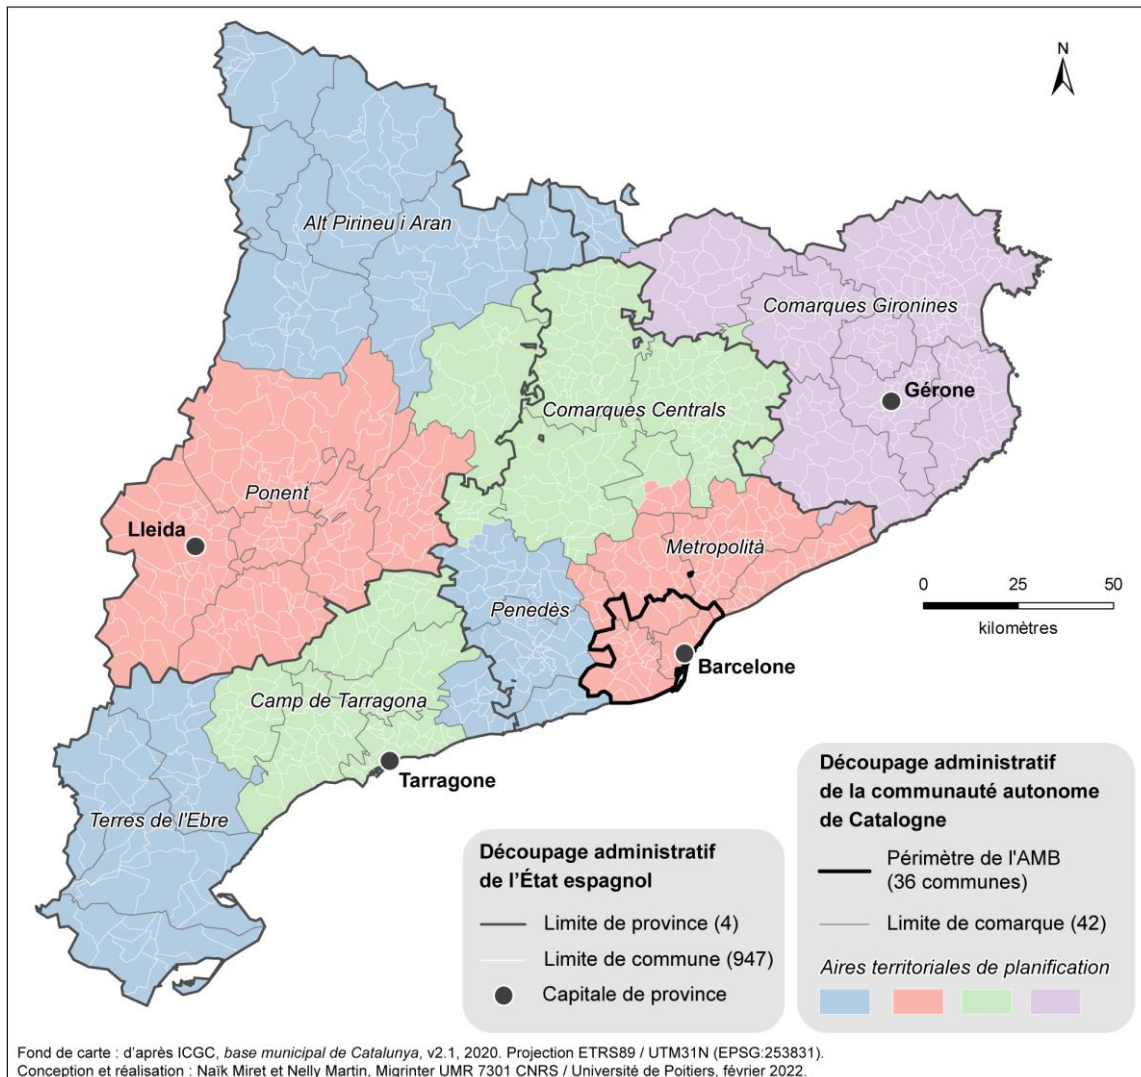 N
Alt Pirineu i Aran
Comarques Gironines
Gérone
Comarques Centrals
Ponent
Lleida
Metropolità
0 25 50
kilomètres
Penedès
Barcelone
Camp de Tarragona
Tarragone
Terres de l'Ebre
Découpage administratif
de l'État espagnol
Limite de province (4)
Limite de commune (947)
Capitale de province
Découpage administratif
de la communauté autonome
de Catalogne
Périmètre de l'AMB
(36 communes)
Limite de comarque (42)
Aires territoriales de planification
Fond de carte : d'après ICGC, base municipal de Catalunya, v2.1, 2020. Projection ETRS89 / UTM31N (EPSG:253831).
Conception et réalisation : Naïk Miret et Nelly Martin, Migrinter UMR 7301 CNRS / Université de Poitiers, février 2022.